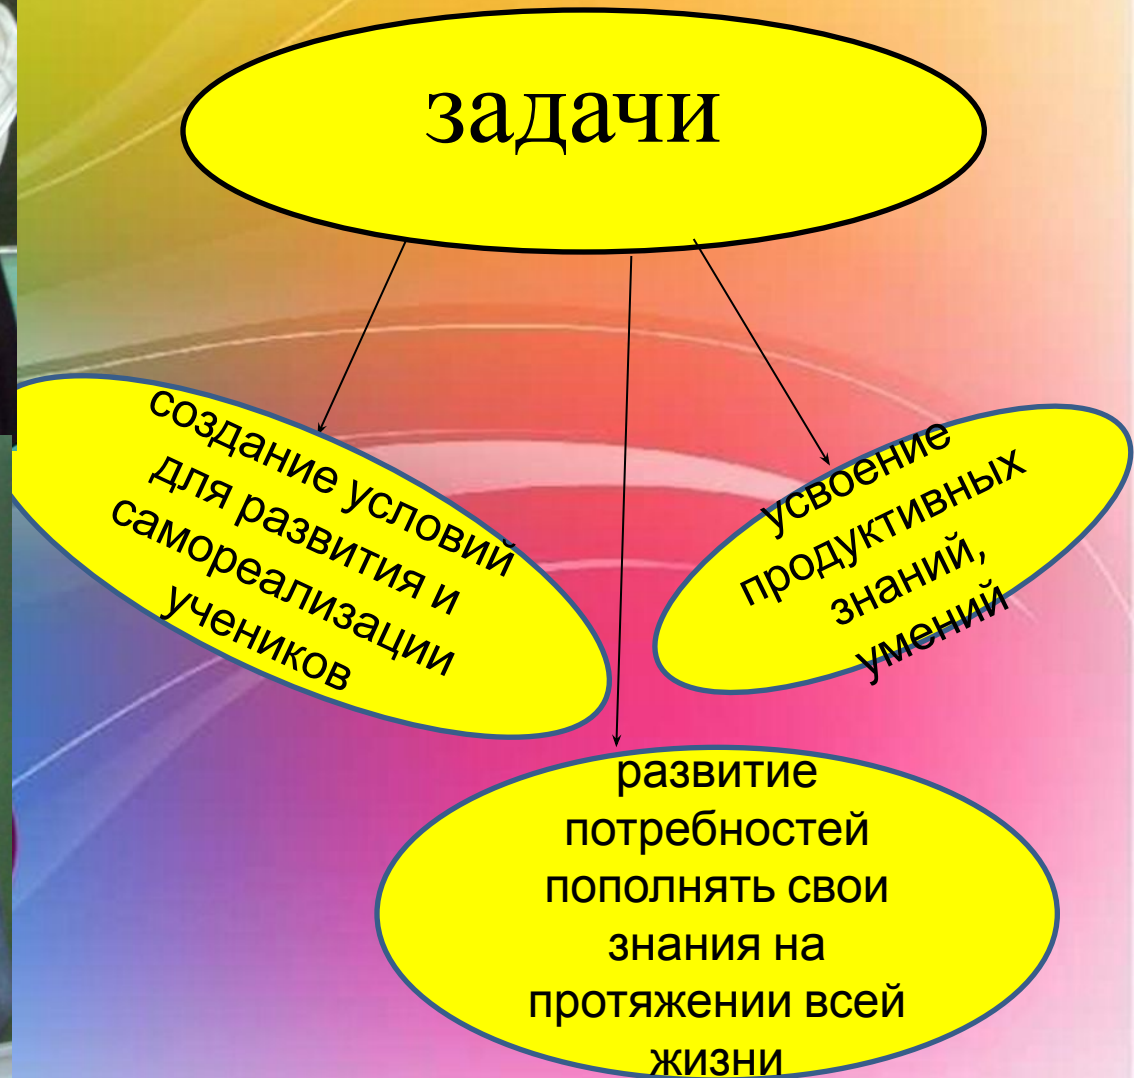 задачи
создание условий
для развития и
самореализации
учеников
усвоение
продуктивных
знаний,
умений
развитие
потребностей
пополнять свои
знания на
протяжении всей
жизни